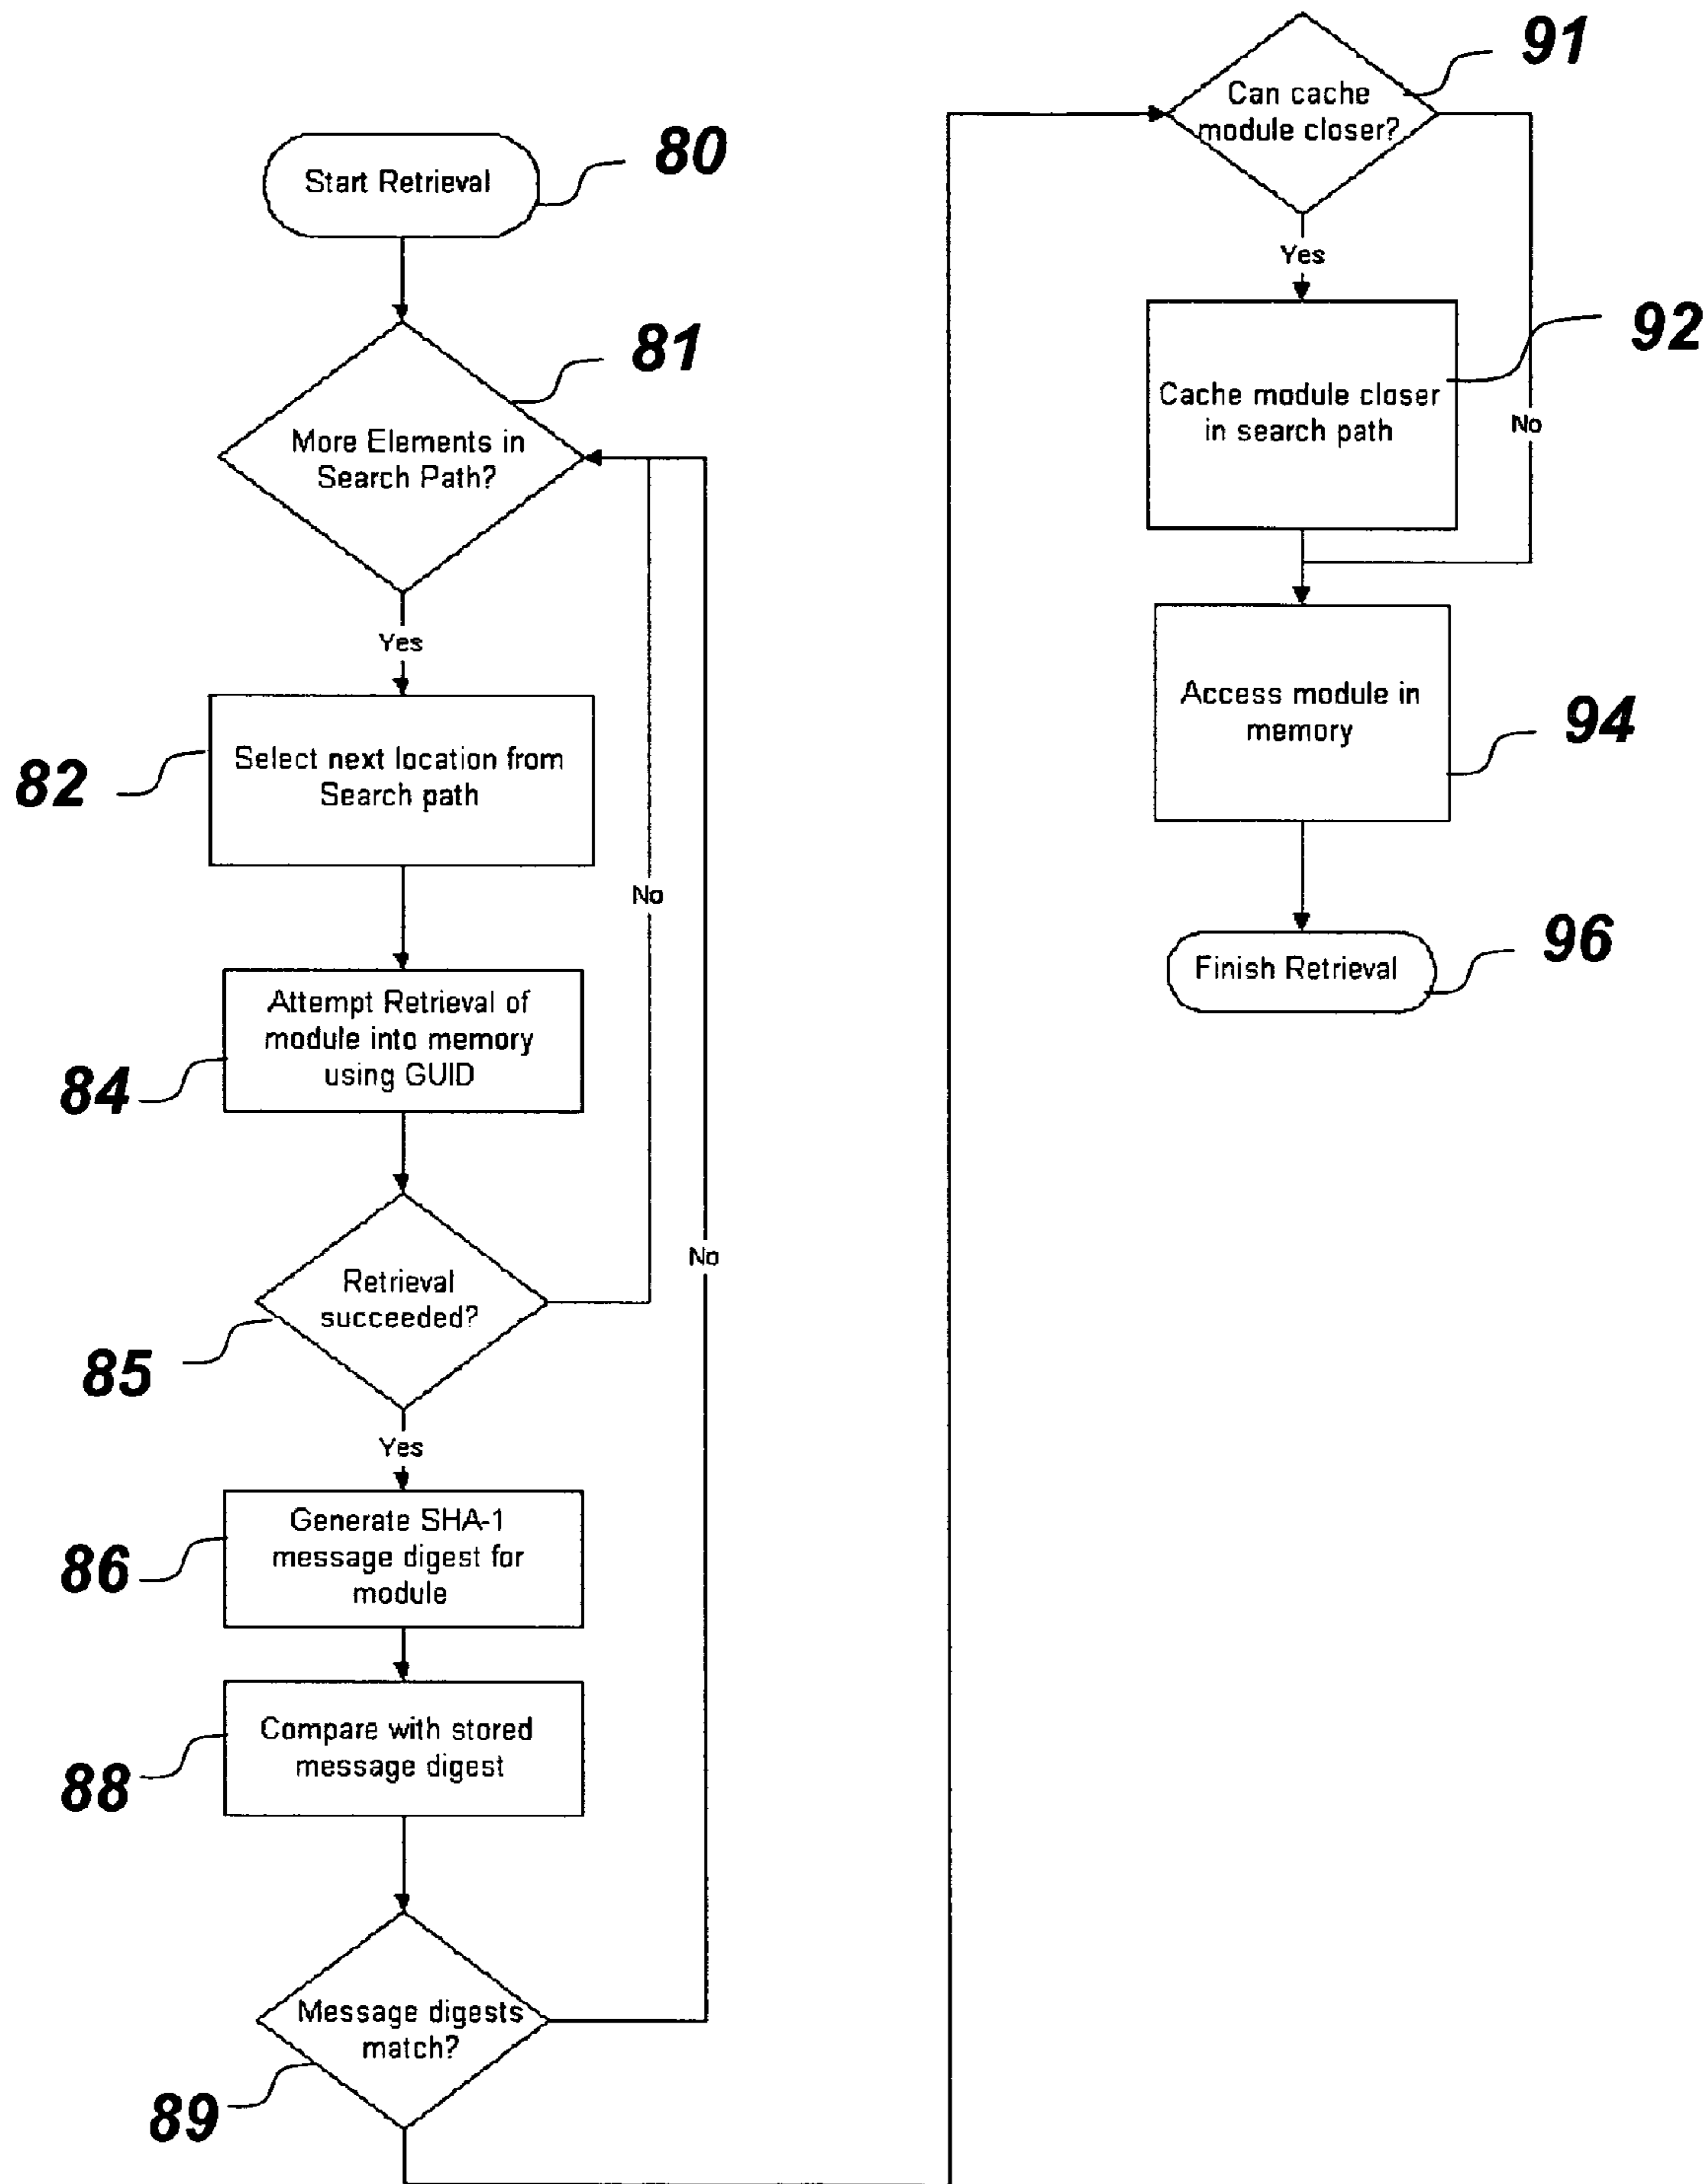 Start Retrieval
80
More Elements in
Search Path?
81
Yes
Select next location from
Search path
82
No
Attempt Retrieval of
module into memory
using GUID
84
Retrieval
succeeded?
85
No
Yes
Generate SHA-1
message digest for
module
86
Compare with stored
message digest
88
Message digests
match?
89
Can cache
module closer?
91
Yes
Cache module closer
in search path
92
No
Access module in
memory
94
Finish Retrieval
96